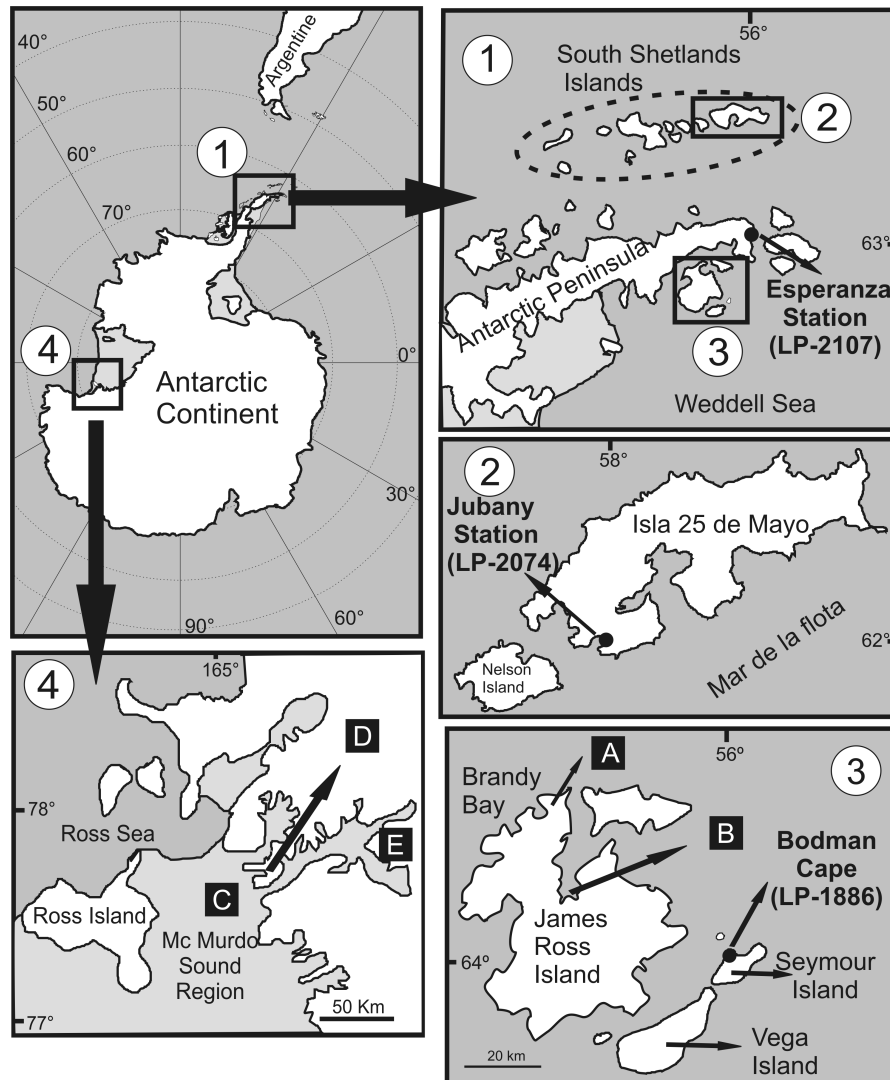 40°
50°
60°
70°
Argentine
1
4
0°
Antarctic
Continent
30°
60°
90°
1
56°
South Shetlands
Islands
2
63°
Antarctic Peninsula
Esperanza
Station
(LP-2107)
3
Weddell Sea
2
58°
Jubany
Station
(LP-2074)
Isla 25 de Mayo
Mar de la flota
62°
Nelson
Island
4
165°
D
78°
Ross Sea
E
C
Ross Island
Mc Murdo
Sound
Region
77°
50 Km
56°
3
A
Brandy
Bay
B
Bodman
Cape
(LP-1886)
James
Ross
Island
64°
Seymour
Island
Vega
Island
20 km